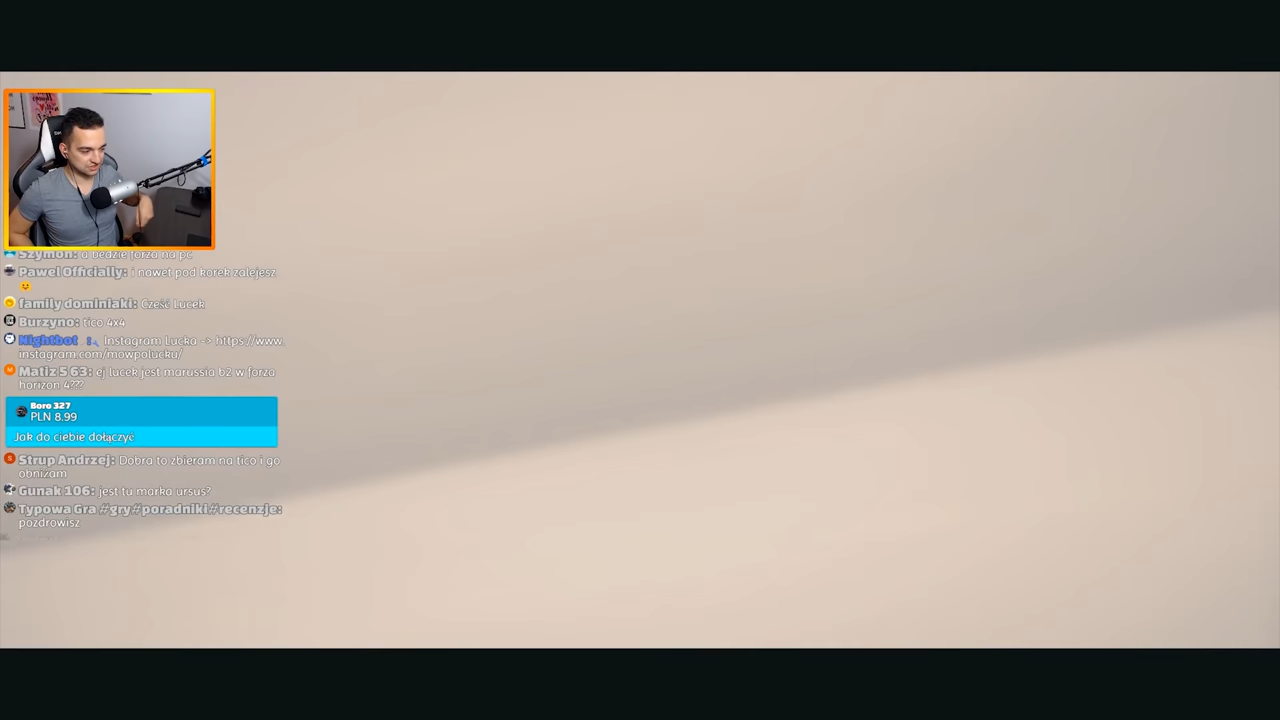 Szymon: a bedzie forza na pc
Pawel Officially: i nawet pod korek zalejesz
family dominiaki: Cześć Lucek
Burzyno: tico 4x4
Nightbot Instagram Lucka -> https://www.
instagram.com/mowpolucku/
Matiz S 63: ej lucek jest marussia b2 w forza
horizon 4???
Boro 327
PLN 8.99
Jak do ciebie dołączyć
Strup Andrzej: Dobra to zbieram na tico i go
obniżam
Gunak 106: jest tu marka ursus?
Typowa Gra #gry#poradniki#recenzje:
pozdrowisz